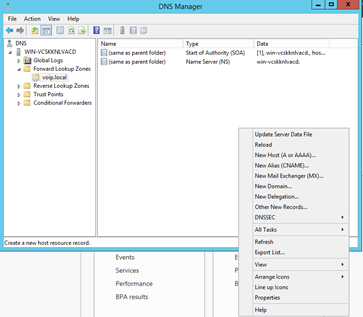 DNS Manager
File Action View Help
DNS
WIN-VCSKKNLVACD
Global Logs
Forward Lookup Zones
voip.local
Reverse Lookup Zones
Trust Points
Conditional Forwarders
Name Type Data
(same as parent folder) Start of Authority (SOA) [1], win-vcskknlvacd., hos...
(same as parent folder) Name Server (NS) win-vcskknlvacd.
Update Server Data File
Reload
New Host (A or AAAA)...
New Alias (CNAME)...
New Mail Exchanger (MX)...
New Domain...
New Delegation...
Other New Records...
DNSSEC
All Tasks
Refresh
Export List...
View
Arrange Icons
Line up Icons
Properties
Help
Create a new host resource record.
Events
Services
Performance
BPA results